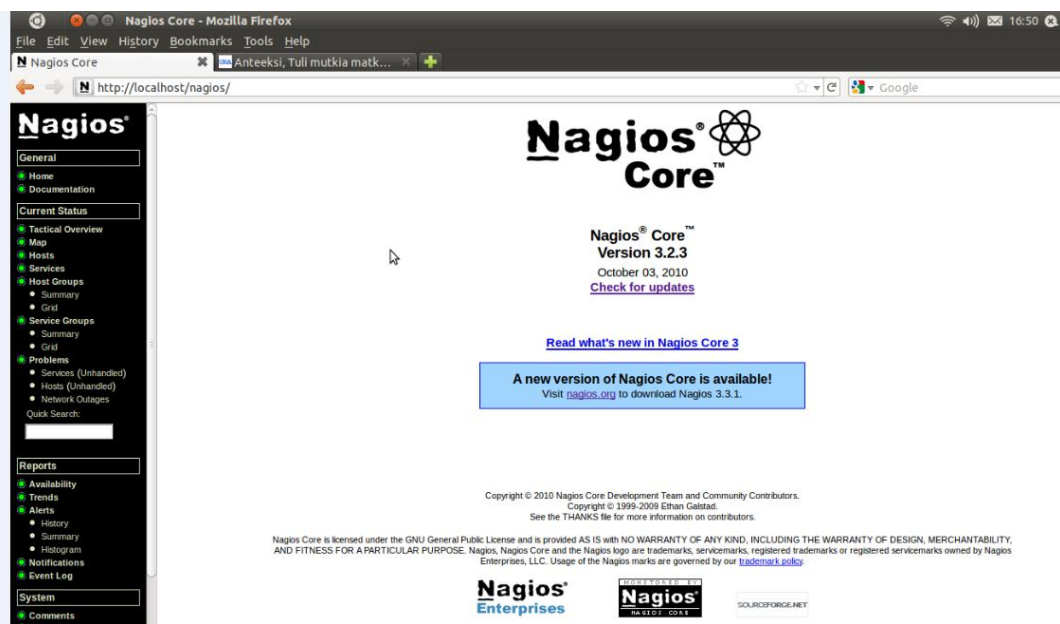 Nagios Core - Mozilla Firefox
16:50
File Edit View History Bookmarks Tools Help
Nagios Core
Anteeksi, Tuli mutkia matk...
http://localhost/nagios/
Google
Nagios®
General
Home
Documentation
Current Status
Tactical Overview
Map
Hosts
Services
Host Groups
Summary
Grid
Service Groups
Summary
Grid
Problems
Services (Unhandled)
Hosts (Unhandled)
Network Outages
Quick Search:
Reports
Availability
Trends
Alerts
History
Summary
Histogram
Notifications
Event Log
System
Comments
Nagios®
Core™
Nagios® Core™
Version 3.2.3
October 03, 2010
Check for updates
Read what's new in Nagios Core 3
A new version of Nagios Core is available!
Visit nagios.org to download Nagios 3.3.1.
Copyright © 2010 Nagios Core Development Team and Community Contributors.
Copyright © 1999-2009 Ethan Galstad.
See the THANKS file for more information on contributors.
Nagios Core is licensed under the GNU General Public License and is provided AS IS with NO WARRANTY OF ANY KIND, INCLUDING THE WARRANTY OF DESIGN, MERCHANTABILITY,
AND FITNESS FOR A PARTICULAR PURPOSE. Nagios, Nagios Core and the Nagios logo are trademarks, servicemarks, registered trademarks or registered servicemarks owned by Nagios
Enterprises, LLC. Usage of the Nagios marks are governed by our trademark policy.
Nagios®
Enterprises
MONITORED BY
Nagios®
NAGIOS CORE
SOURCEFORGE.NET